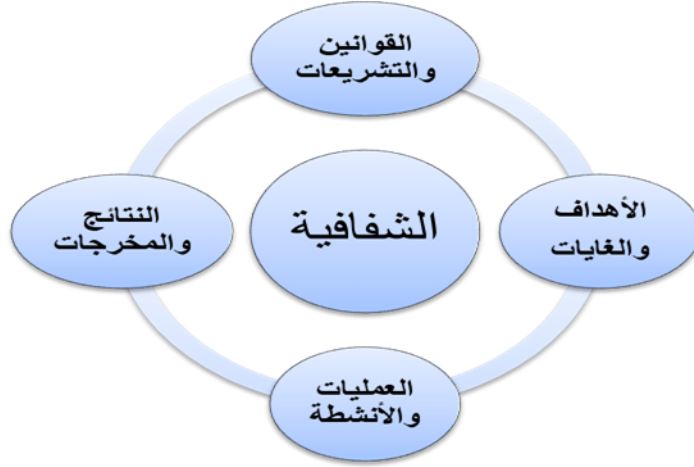 القوانين
والتشريعات
الأهداف
والغايات
الشفافية
النتائج
والمخرجات
العمليات
والأنشطة